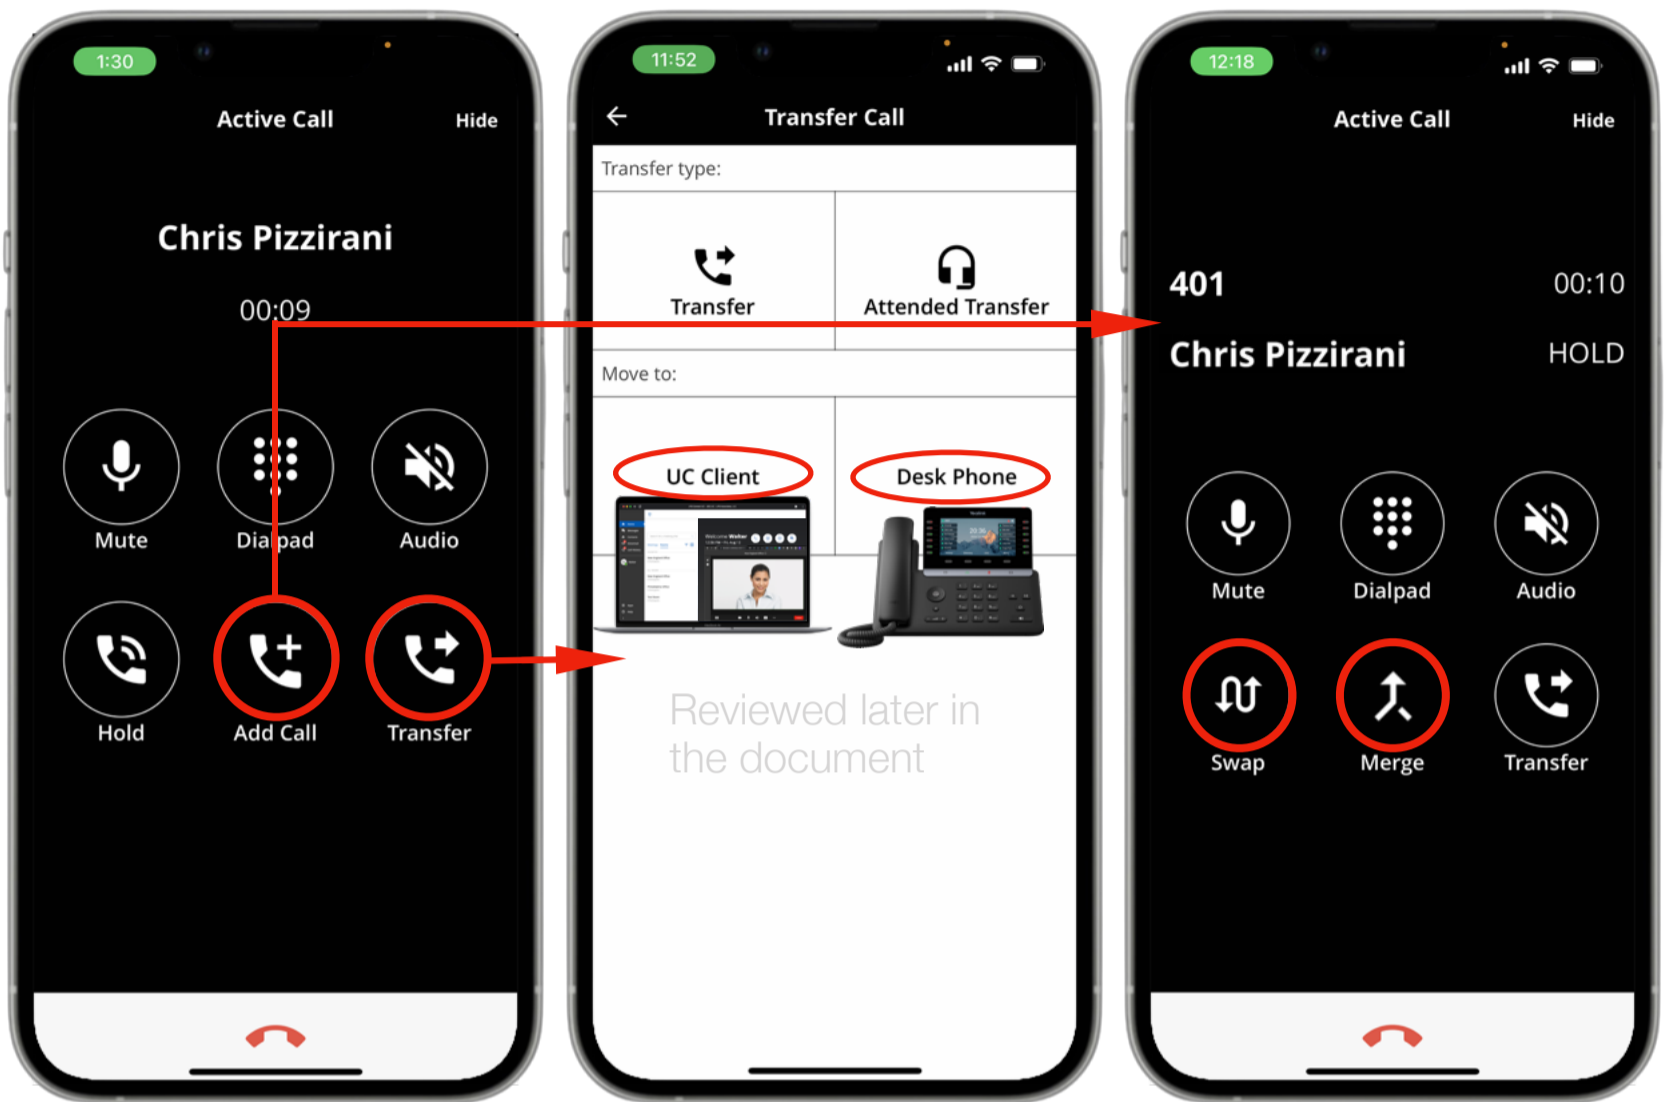 1:30
Active Call
Hide
Chris Pizzirani
00:09
Mute
Dialpad
Audio
Hold
Add Call
Transfer
11:52
Transfer Call
Transfer type:
Transfer
Attended Transfer
Move to:
UC Client
Desk Phone
Reviewed later in
the document
12:18
Active Call
Hide
401
00:10
Chris Pizzirani
HOLD
Mute
Dialpad
Audio
Swap
Merge
Transfer